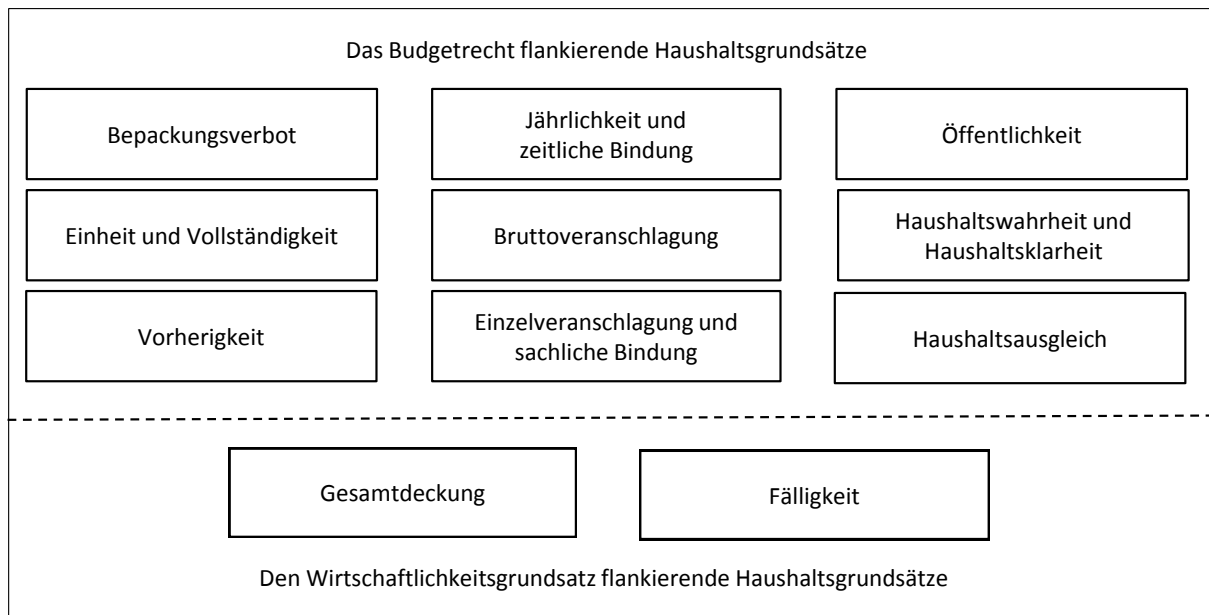 Das Budgetrecht flankierende Haushaltsgrundsätze
Bepackungsverbot
Jährlichkeit und
zeitliche Bindung
Öffentlichkeit
Einheit und Vollständigkeit
Bruttoveranschlagung
Haushaltswahrheit und
Haushaltsklarheit
Vorherigkeit
Einzelveranschlagung und
sachliche Bindung
Haushaltsausgleich
Gesamtdeckung
Fälligkeit
Den Wirtschaftlichkeitsgrundsatz flankierende Haushaltsgrundsätze